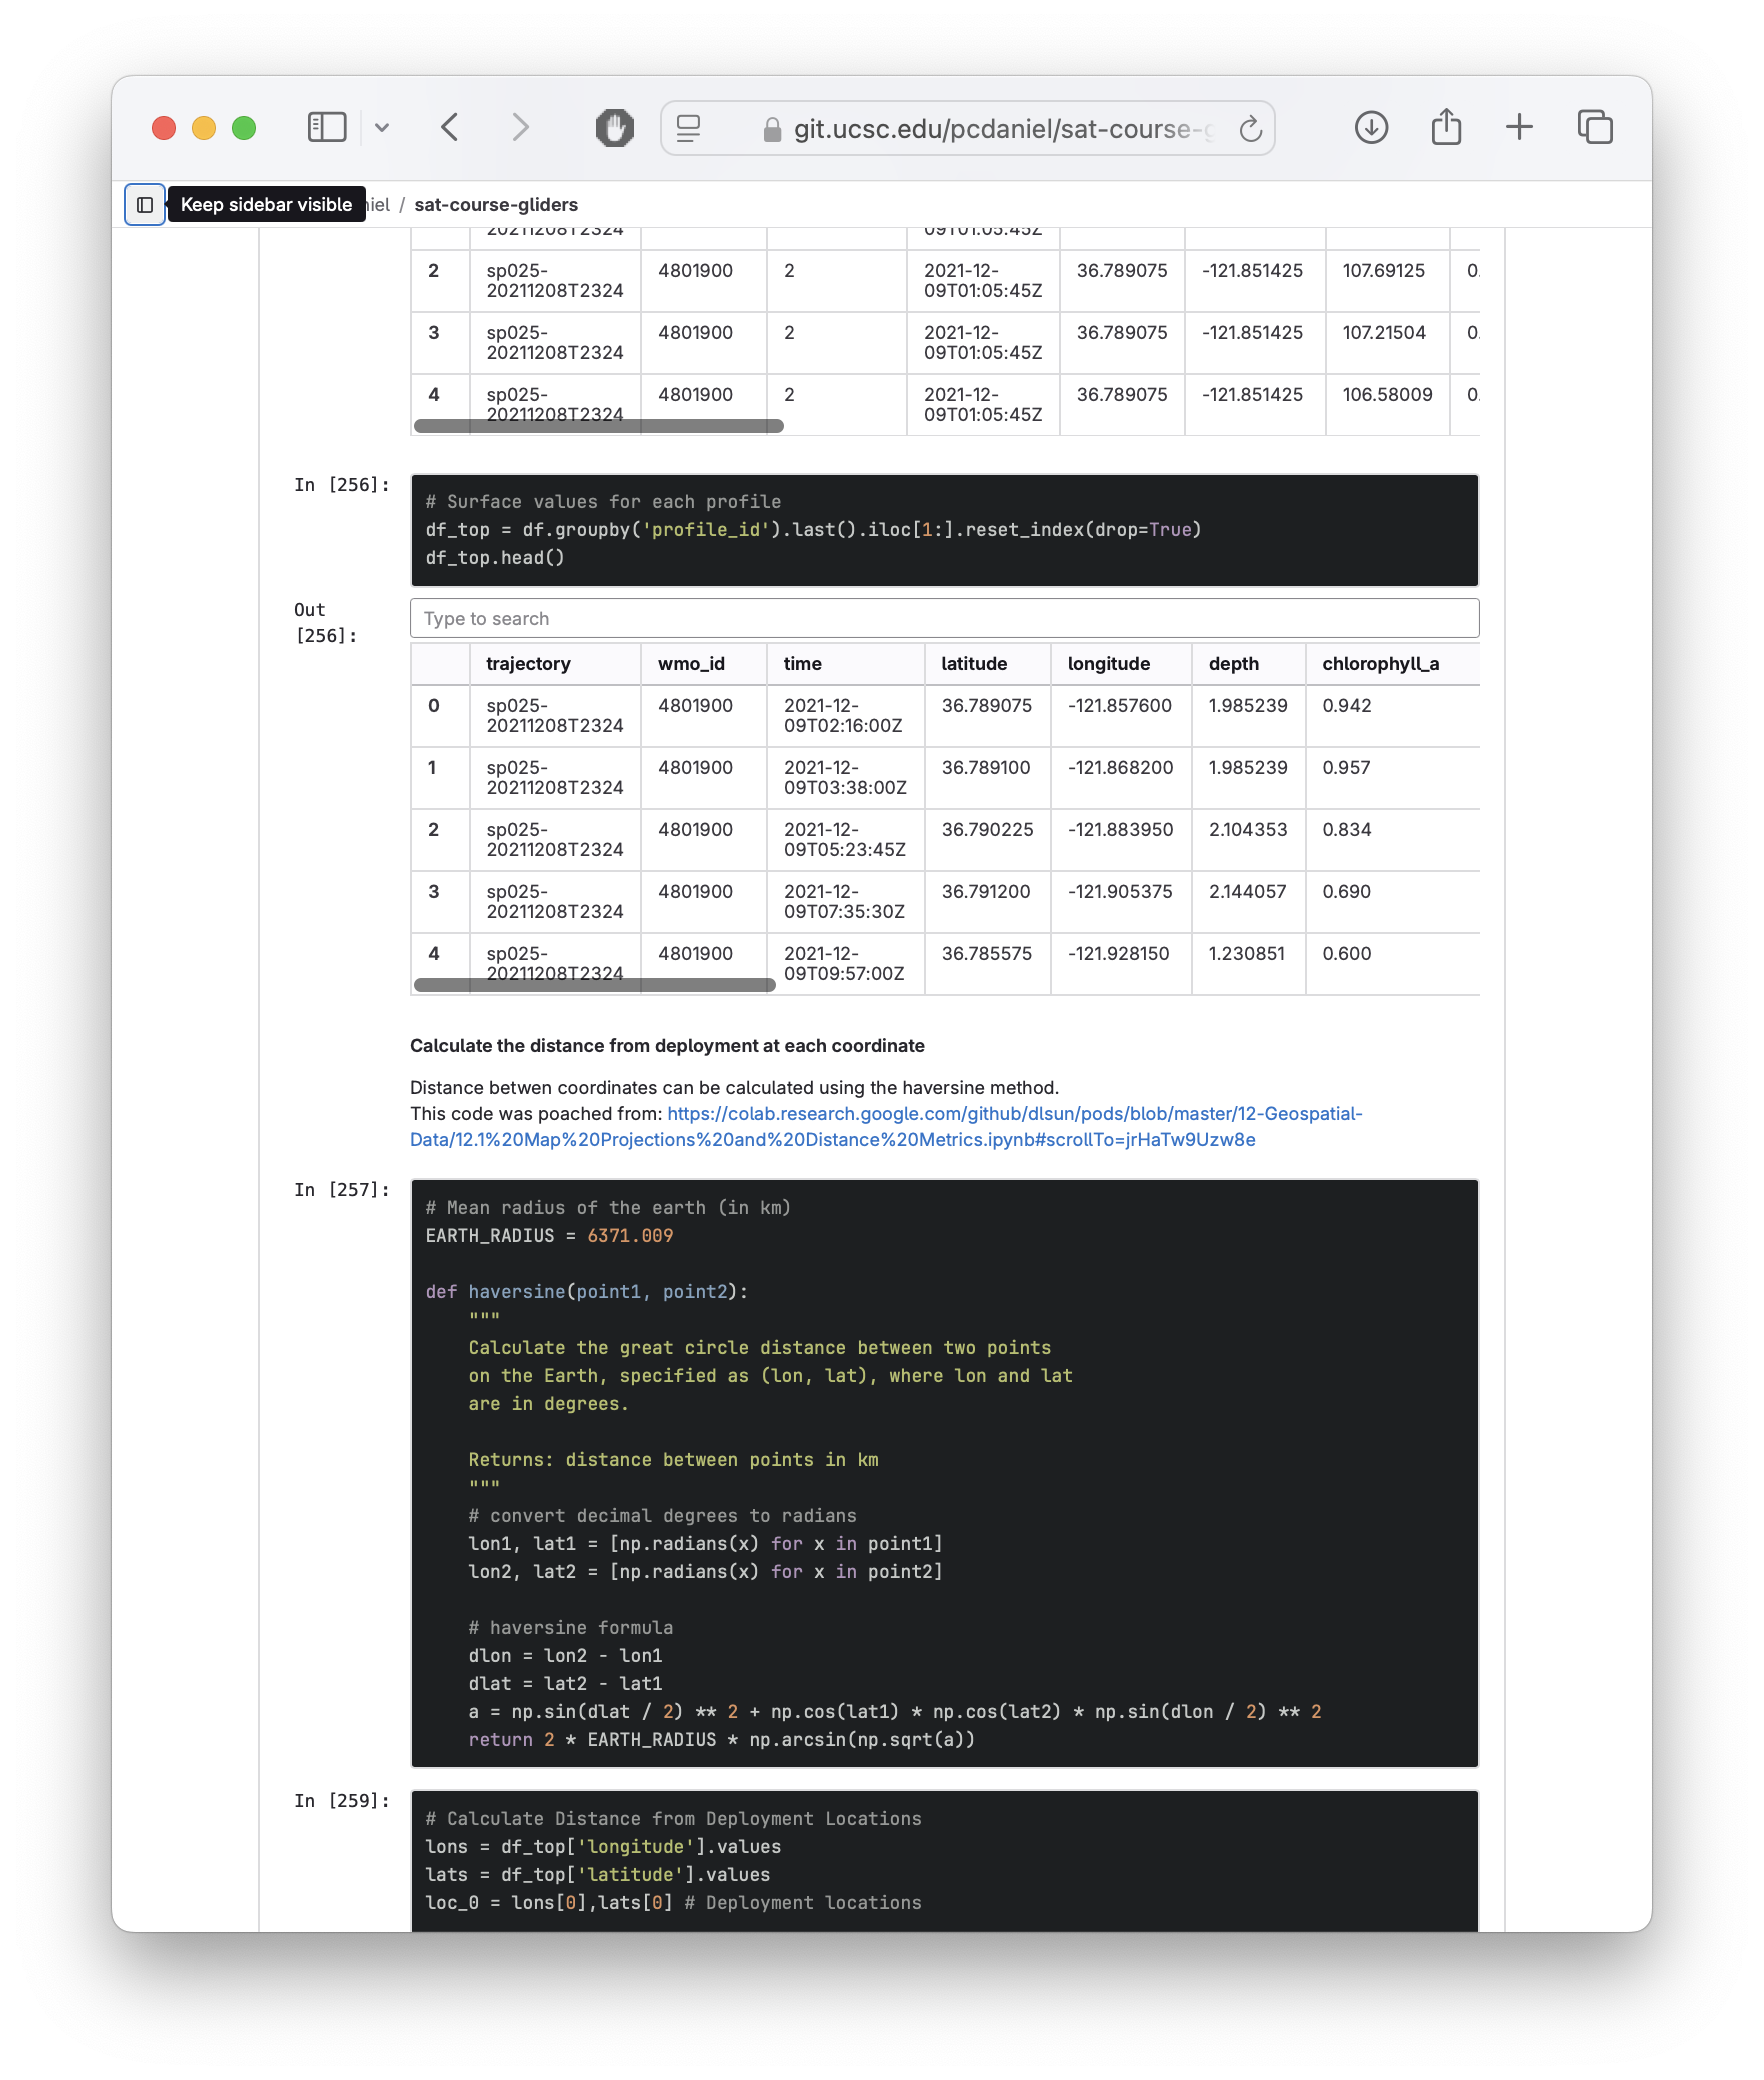 git.ucsc.edu/pcdaniel/sat-course-g
Keep sidebar visible niel / sat-course-gliders
20211208T2324 09T01:05:45Z
2 sp025- 4801900 2 2021-12- 36.789075 -121.851425 107.69125 0.
20211208T2324 09T01:05:45Z
3 sp025- 4801900 2 2021-12- 36.789075 -121.851425 107.21504 0.
20211208T2324 09T01:05:45Z
4 sp025- 4801900 2 2021-12- 36.789075 -121.851425 106.58009 0.
20211208T2324 09T01:05:45Z
In [256]:
# Surface values for each profile
df_top = df.groupby('profile_id').last().iloc[1:].reset_index(drop=True)
df_top.head()
Out
[256]:
Type to search
trajectory wmo_id time latitude longitude depth chlorophyll_a
0 sp025- 4801900 2021-12- 36.789075 -121.857600 1.985239 0.942
20211208T2324 09T02:16:00Z
1 sp025- 4801900 2021-12- 36.789100 -121.868200 1.985239 0.957
20211208T2324 09T03:38:00Z
2 sp025- 4801900 2021-12- 36.790225 -121.883950 2.104353 0.834
20211208T2324 09T05:23:45Z
3 sp025- 4801900 2021-12- 36.791200 -121.905375 2.144057 0.690
20211208T2324 09T07:35:30Z
4 sp025- 4801900 2021-12- 36.785575 -121.928150 1.230851 0.600
20211208T2324 09T09:57:00Z
Calculate the distance from deployment at each coordinate
Distance betwen coordinates can be calculated using the haversine method.
This code was poached from: https://colab.research.google.com/github/dlsun/pods/blob/master/12-Geospatial-
Data/12.1%20Map%20Projections%20and%20Distance%20Metrics.ipynb#scrollTo=jrHaTw9Uzw8e
In [257]:
# Mean radius of the earth (in km)
EARTH_RADIUS = 6371.009
def haversine(point1, point2):
"""
Calculate the great circle distance between two points
on the Earth, specified as (lon, lat), where lon and lat
are in degrees.
Returns: distance between points in km
"""
# convert decimal degrees to radians
lon1, lat1 = [np.radians(x) for x in point1]
lon2, lat2 = [np.radians(x) for x in point2]
# haversine formula
dlon = lon2 - lon1
dlat = lat2 - lat1
a = np.sin(dlat / 2) ** 2 + np.cos(lat1) * np.cos(lat2) * np.sin(dlon / 2) ** 2
return 2 * EARTH_RADIUS * np.arcsin(np.sqrt(a))
In [259]:
# Calculate Distance from Deployment Locations
lons = df_top['longitude'].values
lats = df_top['latitude'].values
loc_0 = lons[0],lats[0] # Deployment locations